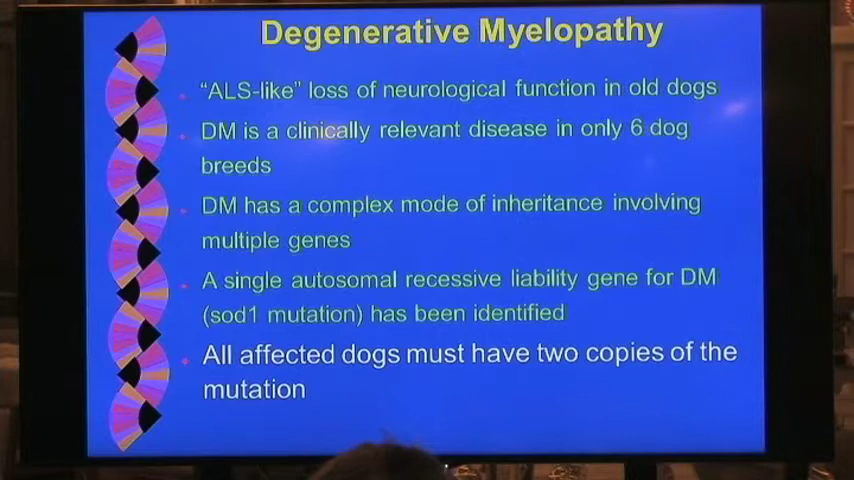 Degenerative Myelopathy
"ALS-like" loss of neurological function in old dogs
DM is a clinically relevant disease in only 6 dog
breeds
DM has a complex mode of inheritance involving
multiple genes
A single autosomal recessive liability gene for DM
(sod1 mutation) has been identified
All affected dogs must have two copies of the
mutation